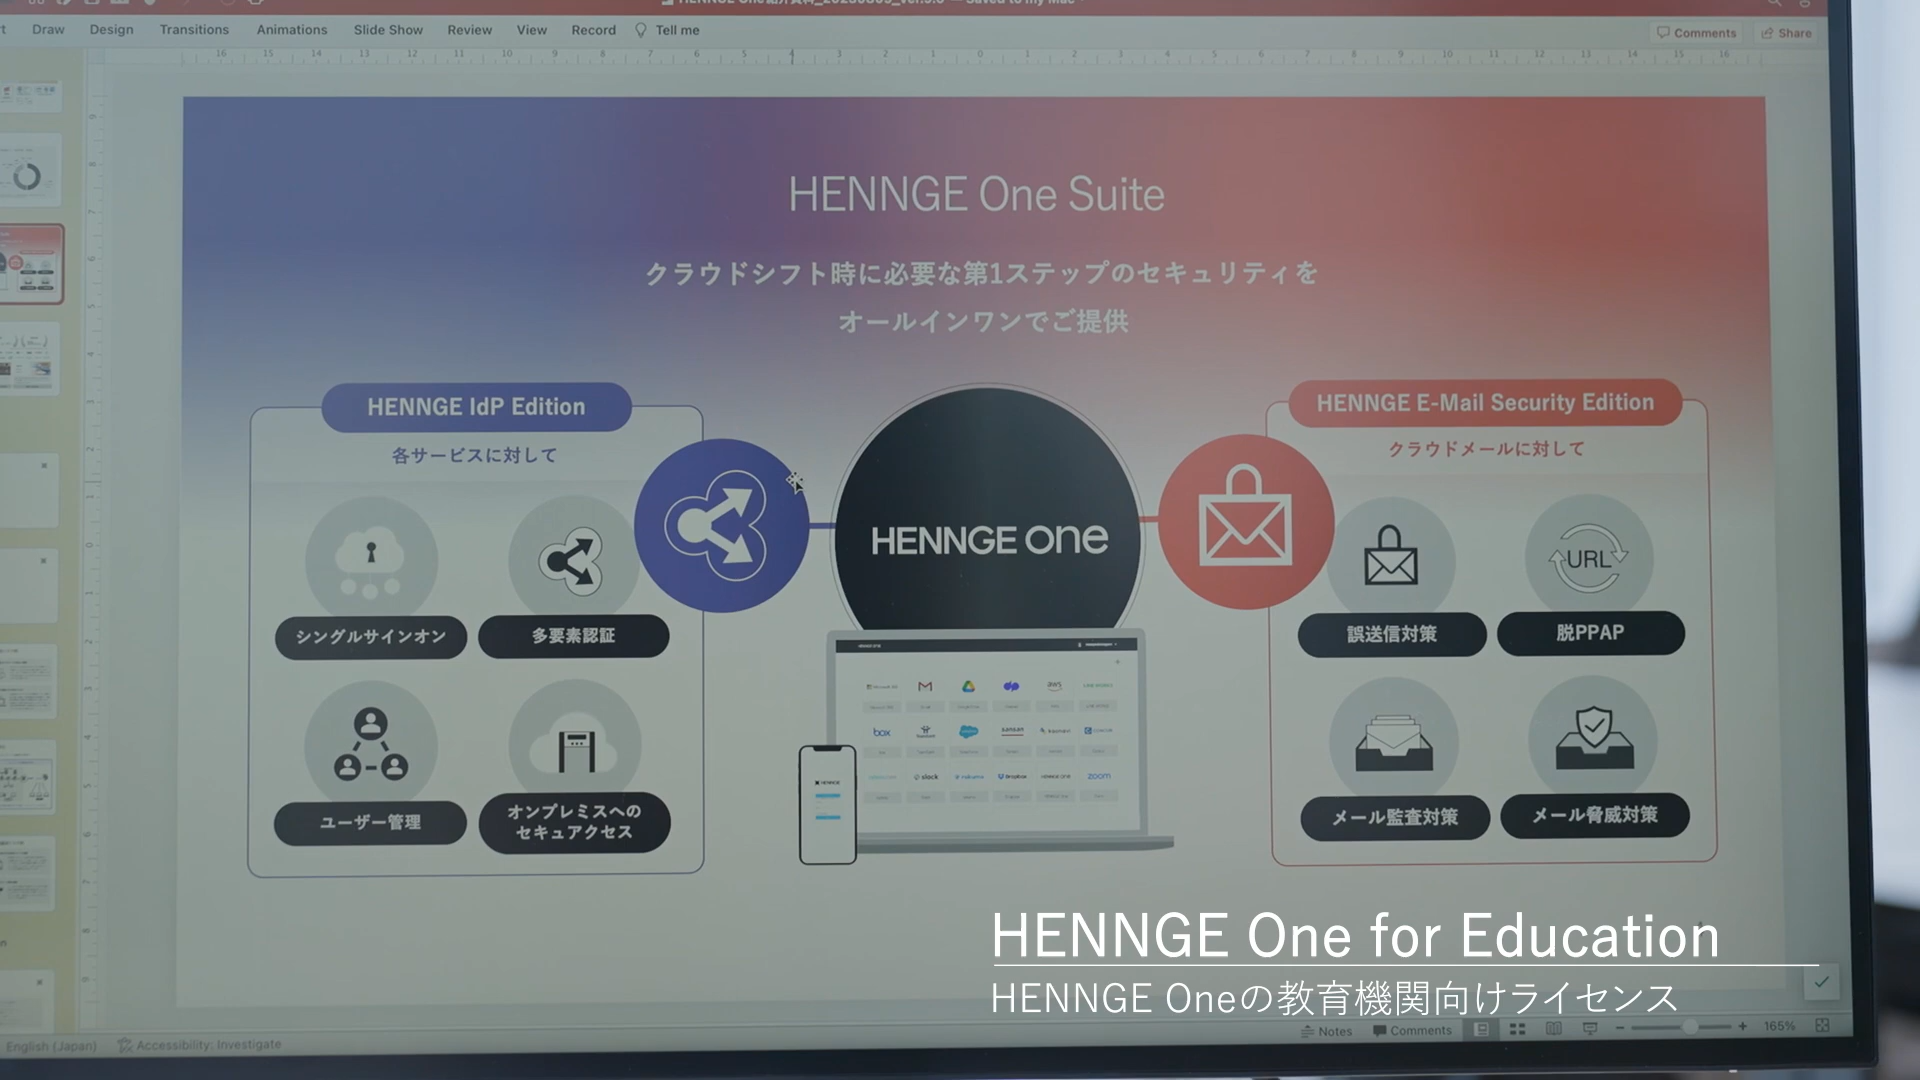 Draw Design Transitions Animations Slide Show Review View Record Tell me
Comments Share
HENNGE One Suite
クラウドシフト時に必要な第1ステップのセキュリティを
オールインワンでご提供
HENNGE IdP Edition
各サービスに対して
シングルサインオン
多要素認証
ユーザー管理
オンプレミスへの
セキュアクセス
HENNGE one
box
slack
Dropbox
zoom
aws
HENNGE
HENNGE E-Mail Security Edition
クラウドメールに対して
URL
誤送信対策
脱PPAP
メール監査対策
メール脅威対策
HENNGE One for Education
HENNGE Oneの教育機関向けライセンス
English (Japan) Accessibility: Investigate
Notes Comments 165%